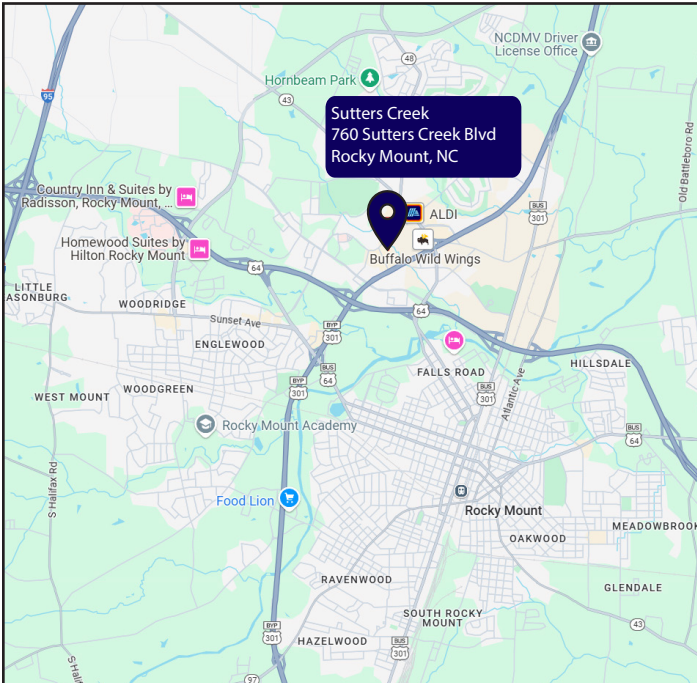 NCDMV Driver
License Office
48
Hornbeam Park
95
43
Sutters Creek
760 Sutters Creek Blvd
Rocky Mount, NC
Old Battleboro Rd
Country Inn & Suites by
Radisson, Rocky Mount, ...
ALDI
BUS
301
Homewood Suites by
Hilton Rocky Mount
Buffalo Wild Wings
64
LITTLE
ASONBURG
WOODRIDGE
64
Sunset Ave
BYP
301
ENGLEWOOD
HILLSDALE
FALLS ROAD
BUS
64
BYP
301
BUS
301
Atlantic Ave
WEST MOUNT
WOODGREEN
Rocky Mount Academy
BUS
64
S Halifax Rd
Food Lion
Rocky Mount
MEADOWBROOK
OAKWOOD
RAVENWOOD
GLENDALE
SOUTH ROCKY
MOUNT
43
BYP
301
HAZELWOOD
BUS
301
S Hali
97